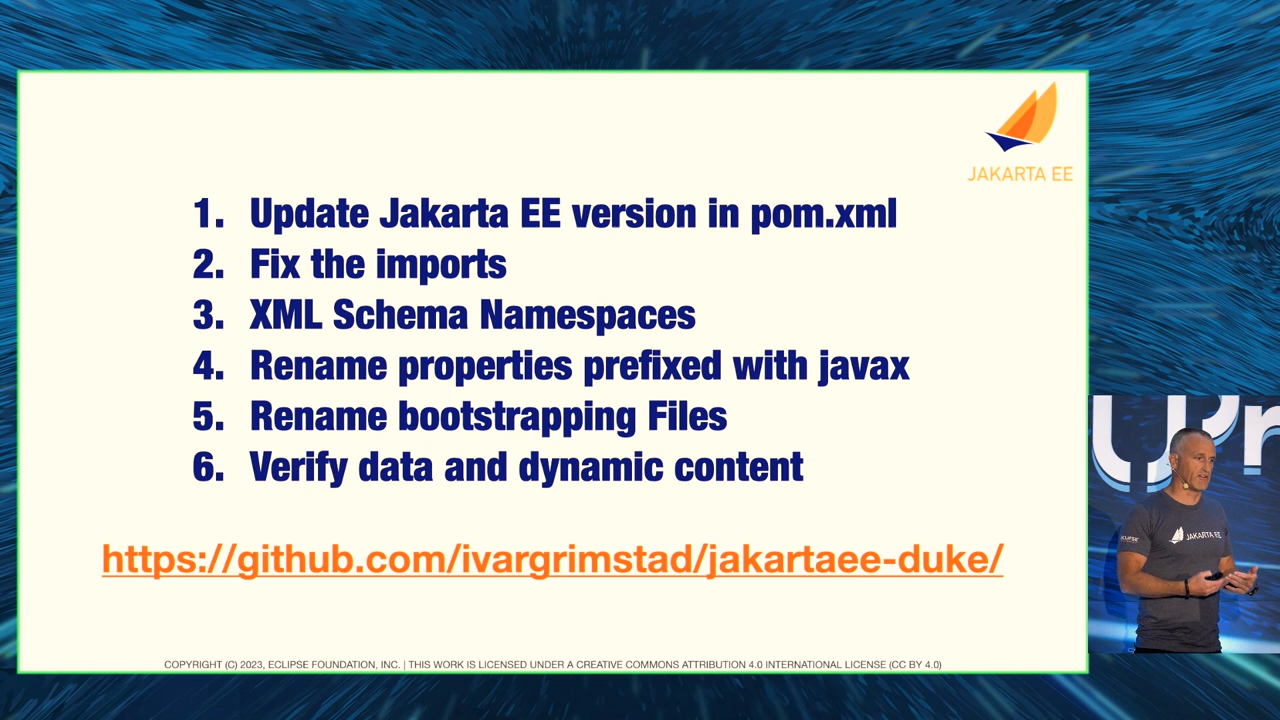 JAKARTA EE
1. Update Jakarta EE version in pom.xml
2. Fix the imports
3. XML Schema Namespaces
4. Rename properties prefixed with javax
5. Rename bootstrapping Files
6. Verify data and dynamic content
https://github.com/ivargrimstad/jakartaee-duke/
COPYRIGHT (C) 2023, ECLIPSE FOUNDATION, INC. | THIS WORK IS LICENSED UNDER A CREATIVE COMMONS ATTRIBUTION 4.0 INTERNATIONAL LICENSE (CC BY 4.0)
JAKARTA EE